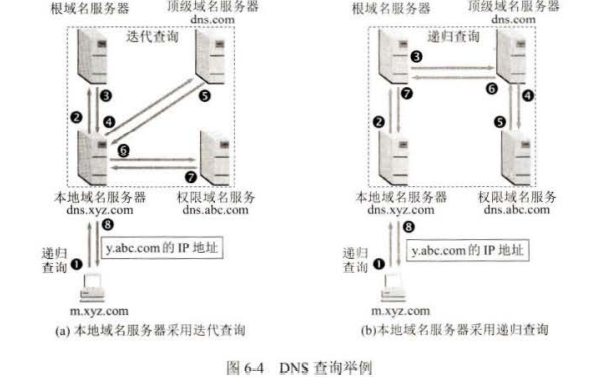 根域名服务器
顶级域名服务器
dns.com
迭代查询
❸
❷
❹
❺
❻
❼
本地域名服务器
dns.xyz.com
权限域名服务器
dns.abc.com
❽
递归
查询
❶
y.abc.com 的 IP 地址
m.xyz.com
(a) 本地域名服务器采用迭代查询
根域名服务器
顶级域名服务器
dns.com
递归查询
❸
❻
❼
❹
❷
❺
本地域名服务器
dns.xyz.com
权限域名服务器
dns.abc.com
❽
递归
查询
❶
y.abc.com 的 IP 地址
m.xyz.com
(b)本地域名服务器采用递归查询
图 6-4 DNS 查询举例